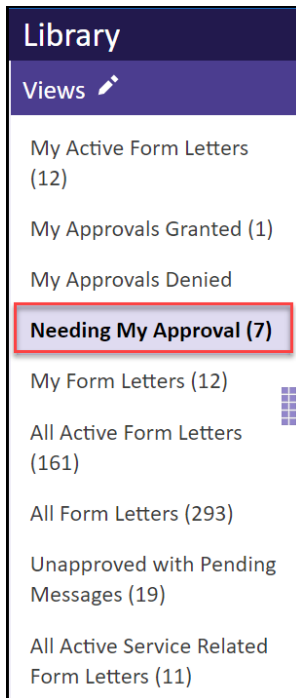 Library
Views
My Active Form Letters
(12)
My Approvals Granted (1)
My Approvals Denied
Needing My Approval (7)
My Form Letters (12)
All Active Form Letters
(161)
All Form Letters (293)
Unapproved with Pending
Messages (19)
All Active Service Related
Form Letters (11)